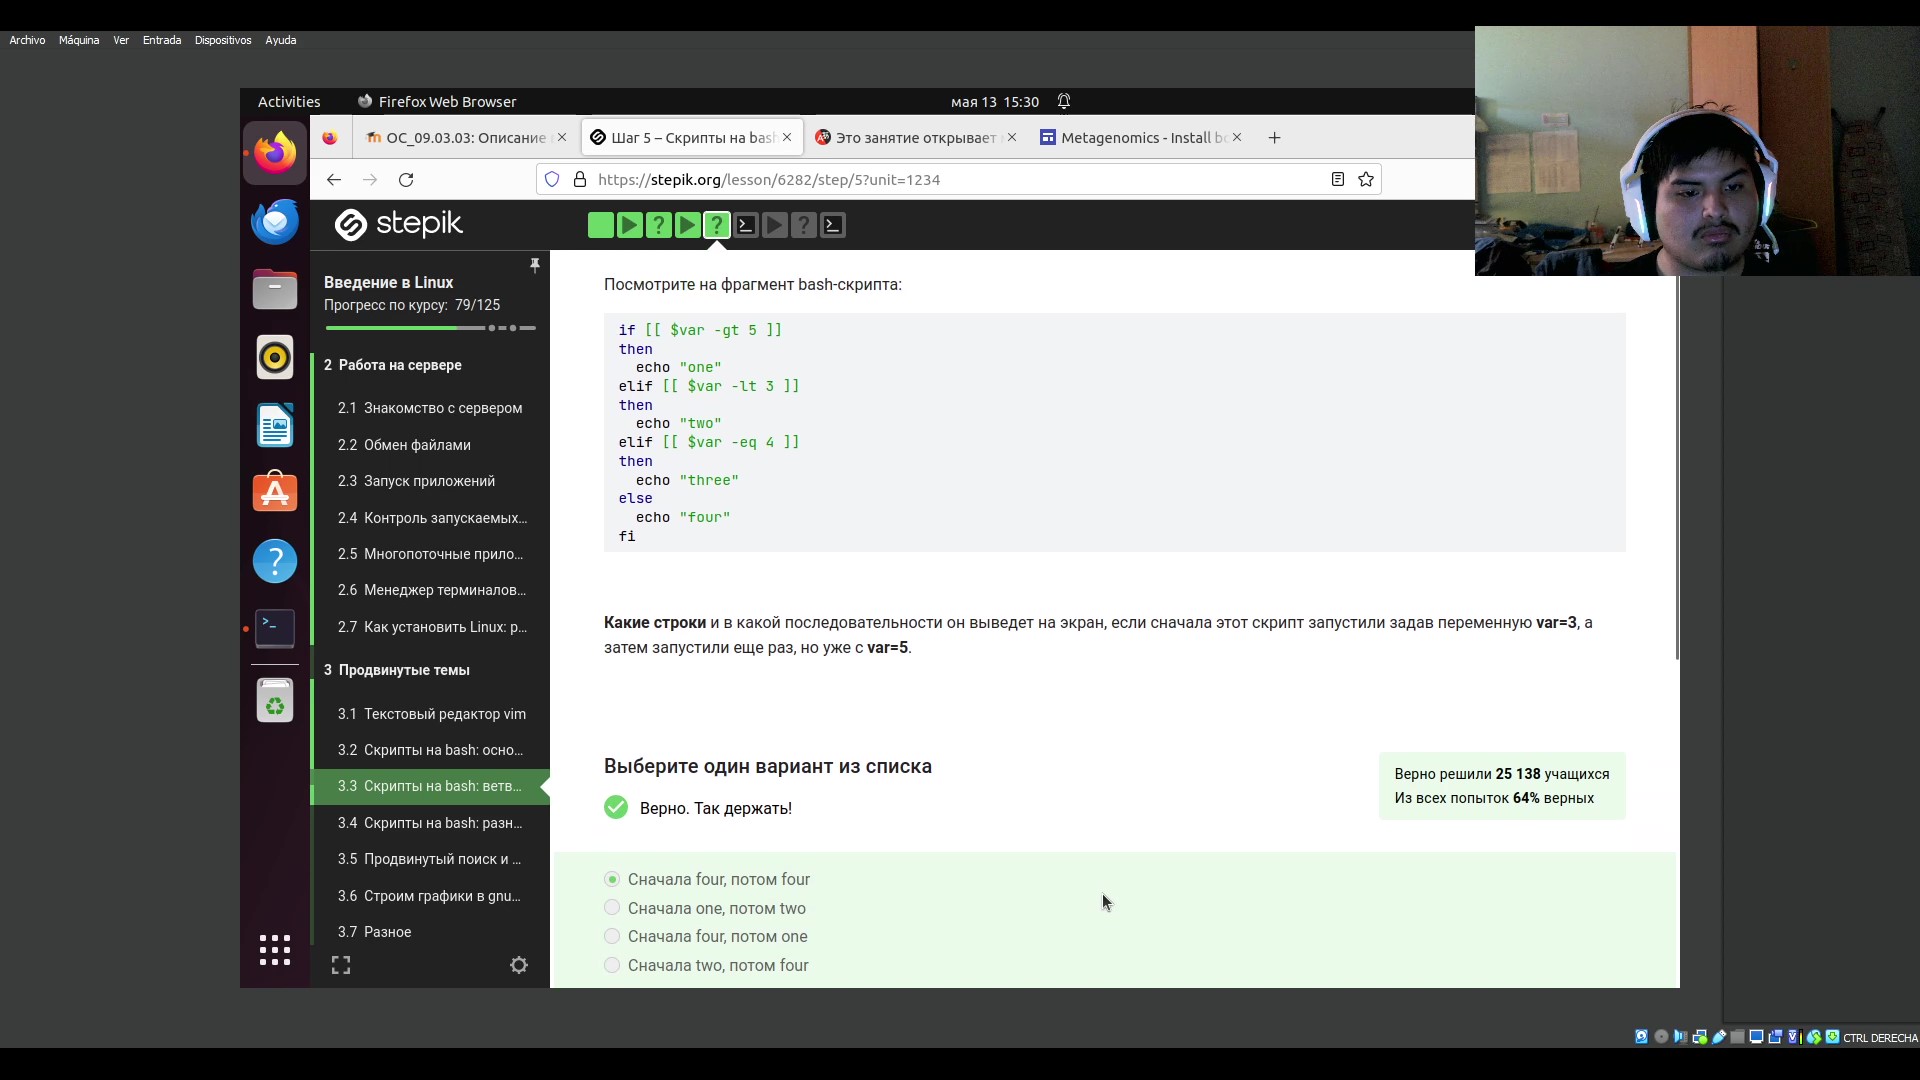 Archivo Máquina Ver Entrada Dispositivos Ayuda
Activities Firefox Web Browser мая 13 15:30
ОС_09.03.03: Описание Шаг 5 – Скрипты на bash Это занятие открывает Metagenomics - Install bo
https://stepik.org/lesson/6282/step/5?unit=1234
stepik
Введение в Linux
Прогресс по курсу: 79/125
2 Работа на сервере
2.1 Знакомство с сервером
2.2 Обмен файлами
2.3 Запуск приложений
2.4 Контроль запускаемых...
2.5 Многопоточные прило...
2.6 Менеджер терминалов...
2.7 Как установить Linux: р...
3 Продвинутые темы
3.1 Текстовый редактор vim
3.2 Скрипты на bash: осно...
3.3 Скрипты на bash: ветв...
3.4 Скрипты на bash: разн...
3.5 Продвинутый поиск и ...
3.6 Строим графики в gnu...
3.7 Разное
Посмотрите на фрагмент bash-скрипта:
if [[ $var -gt 5 ]]
then
echo "one"
elif [[ $var -lt 3 ]]
then
echo "two"
elif [[ $var -eq 4 ]]
then
echo "three"
else
echo "four"
fi
Какие строки и в какой последовательности он выведет на экран, если сначала этот скрипт запустили задав переменную var=3, а
затем запустили еще раз, но уже с var=5.
Выберите один вариант из списка
Верно. Так держать!
Верно решили 25 138 учащихся
Из всех попыток 64% верных
Сначала four, потом four
Сначала one, потом two
Сначала four, потом one
Сначала two, потом four
CTRL DERECHA